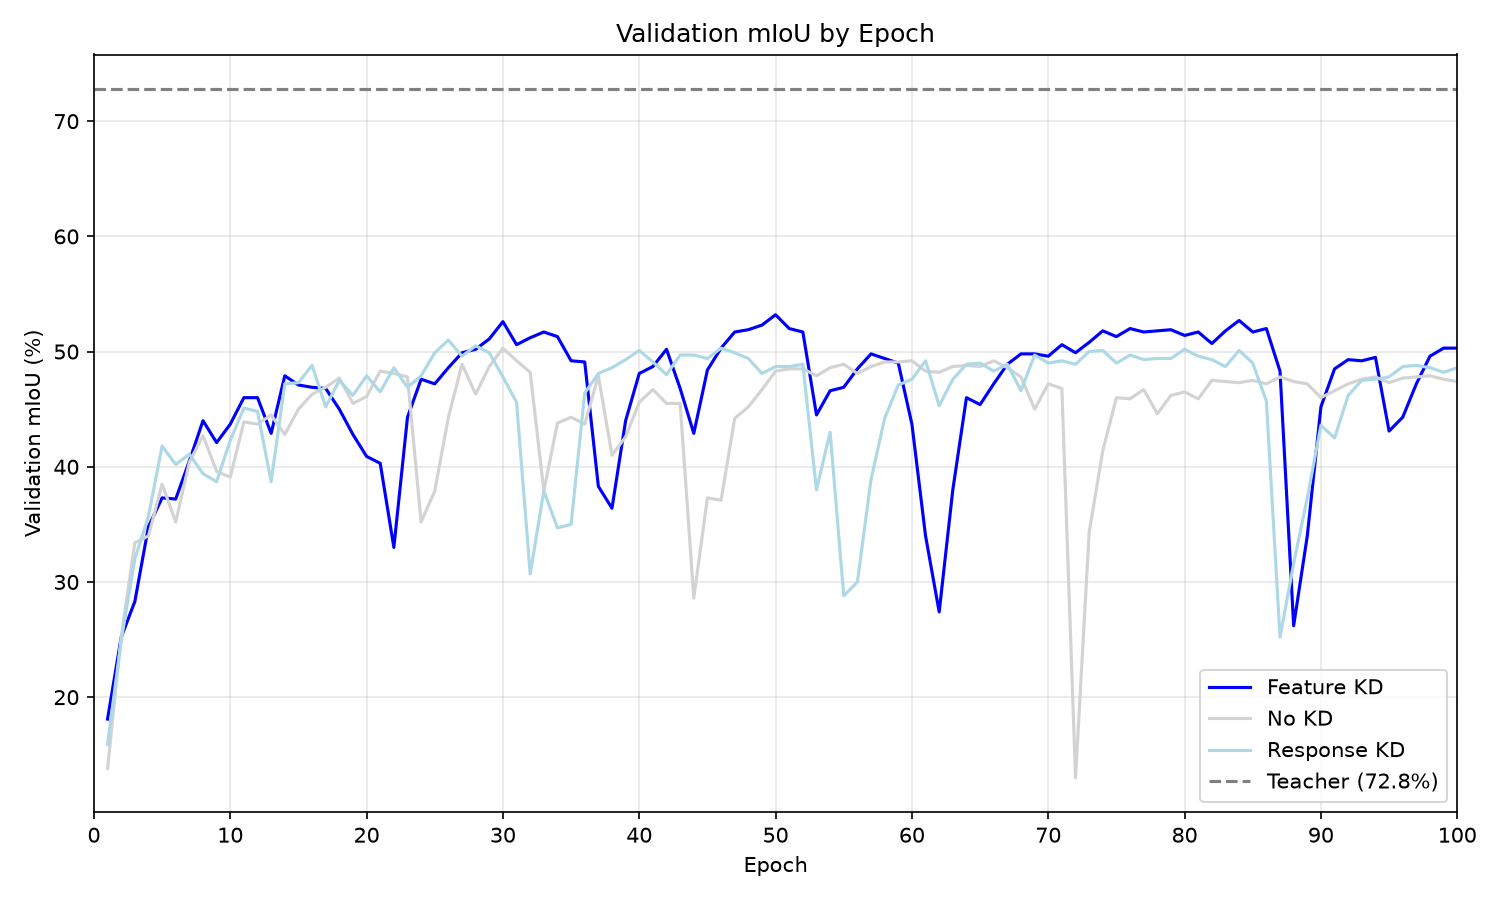 Validation mIoU by Epoch
Validation mIoU (%)
70
60
50
40
30
20
0 10 20 30 40 50 60 70 80 90 100
Epoch
Feature KD
No KD
Response KD
Teacher (72.8%)